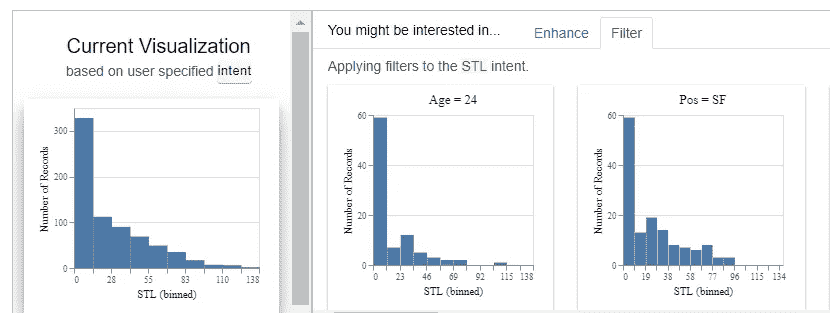 Current Visualization
based on user specified intent
Number of Records
300
200
100
0
0 28 55 83 110 138
STL (binned)
You might be interested in...
Enhance
Filter
Applying filters to the STL intent.
Age = 24
Number of Records
60
40
20
0
0 23 46 69 92 115 138
STL (binned)
Pos = SF
Number of Records
60
40
20
0
0 19 38 58 77 96 115 134
STL (binned)